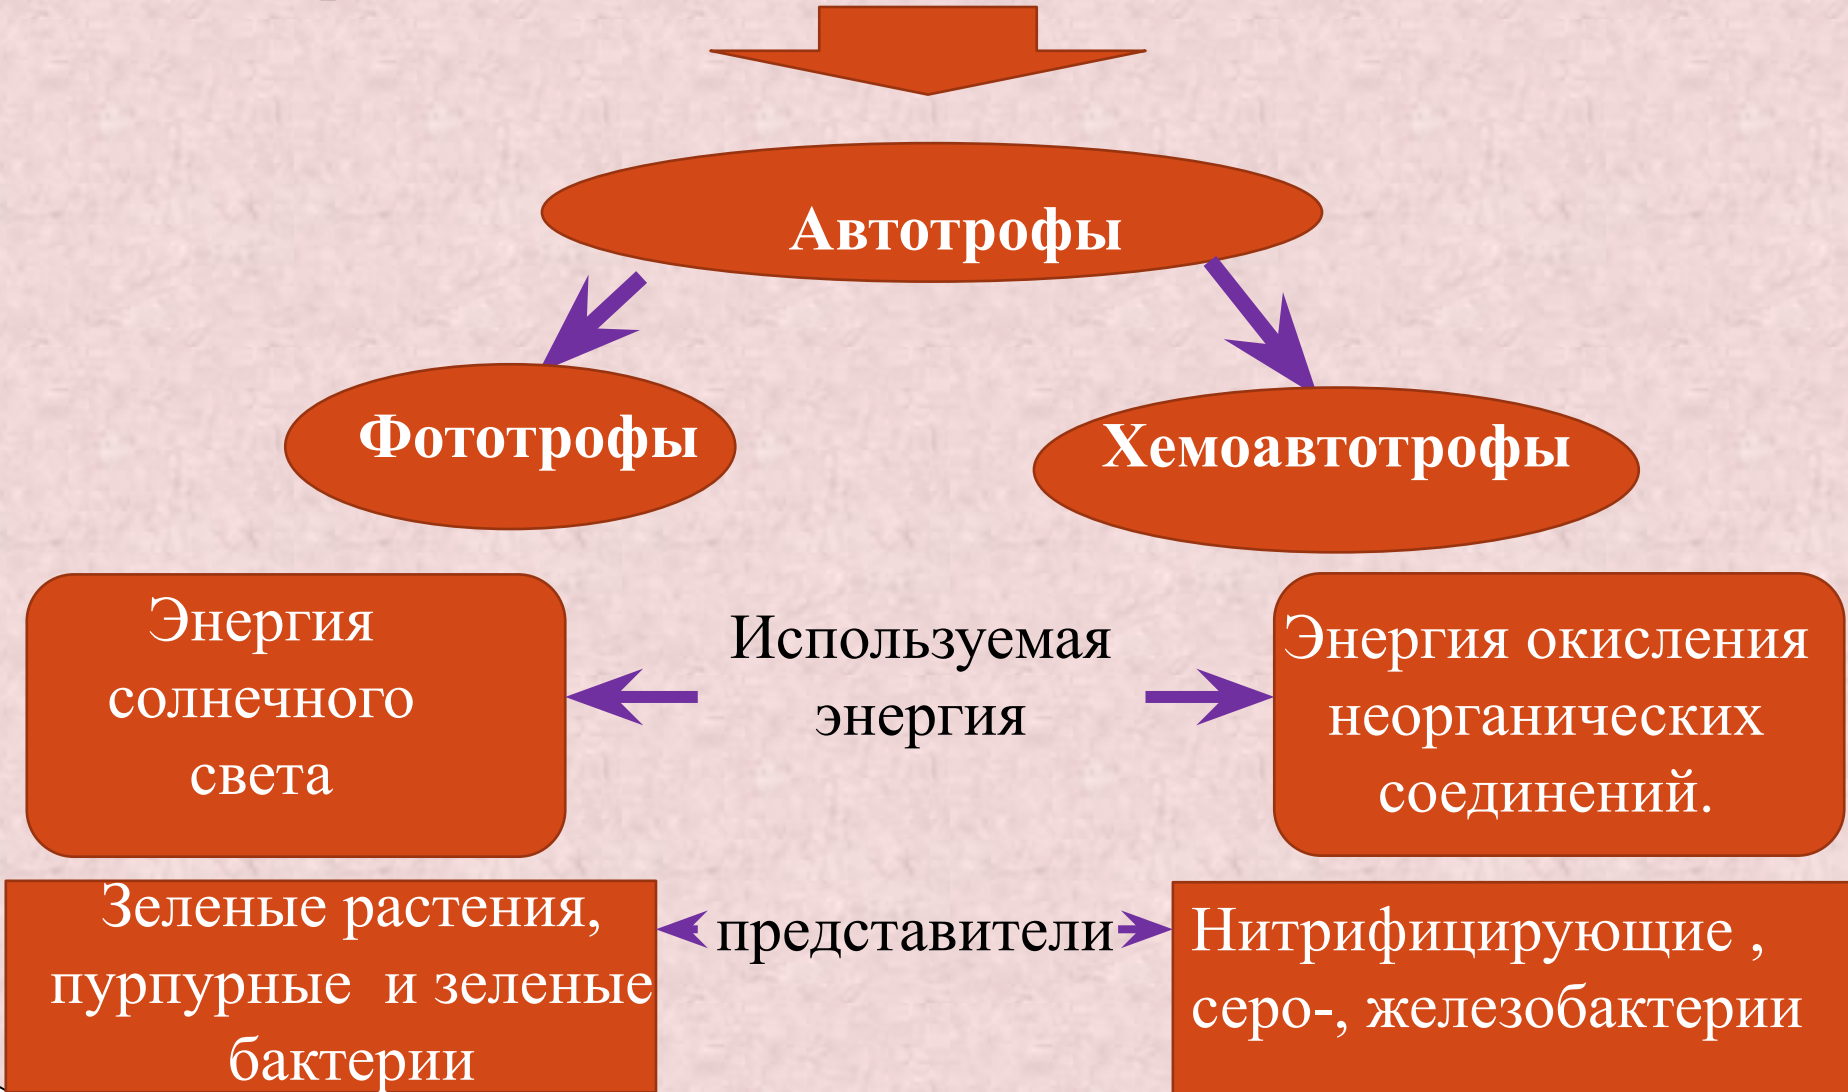 Автотрофы
Фототрофы
Хемоавтотрофы
Энергия
солнечного
света
Используемая
энергия
Энергия окисления
неорганических
соединений.
Зеленые растения,
пурпурные и зеленые
бактерии
представители
Нитрифицирующие ,
серо-, железобактерии